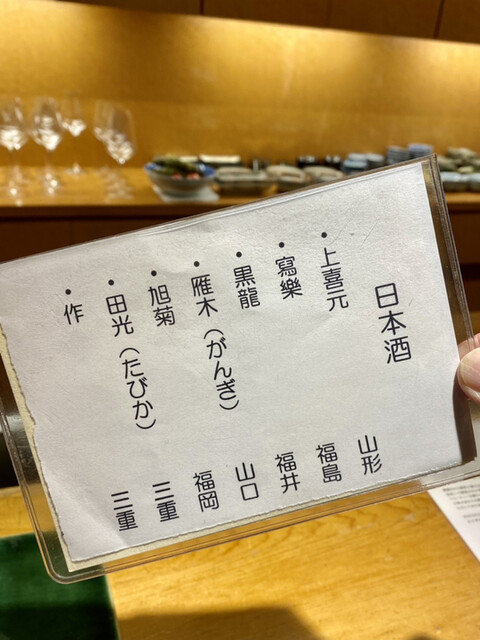 日本酒
・上喜元 山形
・寫樂 福島
・黒龍 福井
・雁木(がんぎ) 山口
・旭菊 福岡
・田光(たびか) 三重
・作 三重